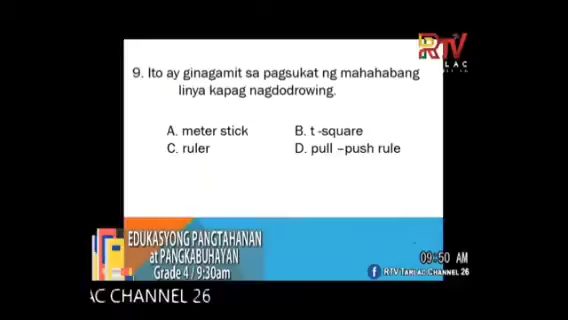 RTV
LAC
9. Ito ay ginagamit sa pagsukat ng mahahabang
linya kapag nagdodrowing.
A. meter stick
B. t -square
C. ruler
D. pull –push rule
EDUKASYONG PANGTAHANAN
at PANGKABUHAYAN
Grade 4 / 9:30am
09:50 AM
RTV TARLAC CHANNEL 26
AC CHANNEL 26